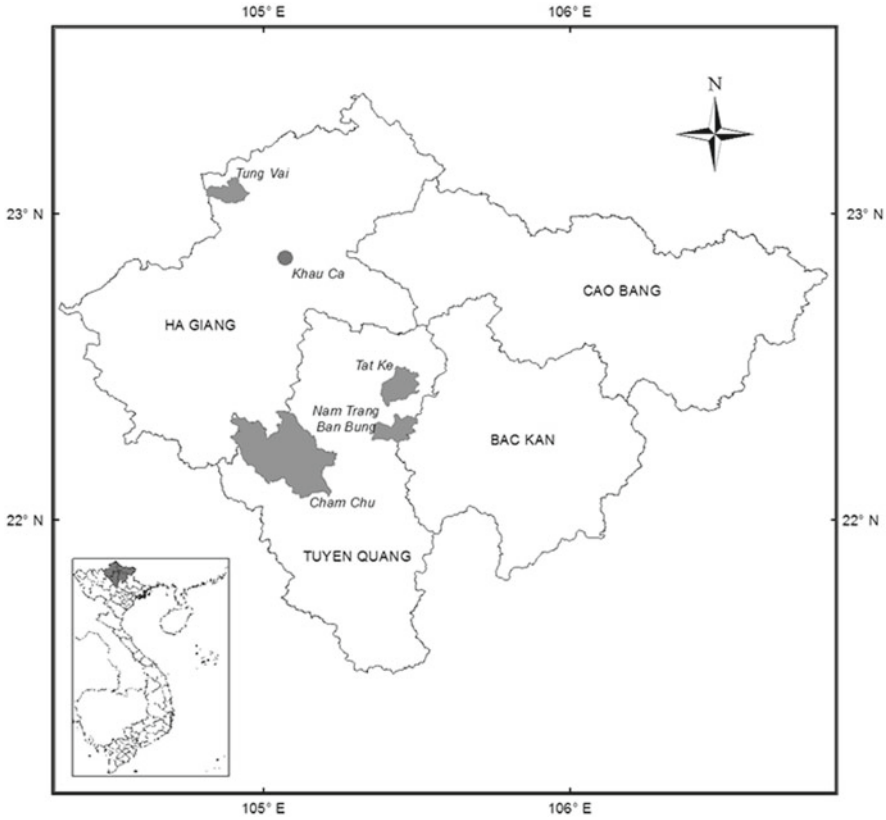 105° E
106° E
N
Tung Vai
23° N
23° N
Khau Ca
CAO BANG
HA GIANG
Tat Ke
Nam Trang
Ban Bung
BAC KAN
Cham Chu
22° N
22° N
TUYEN QUANG
105° E
106° E